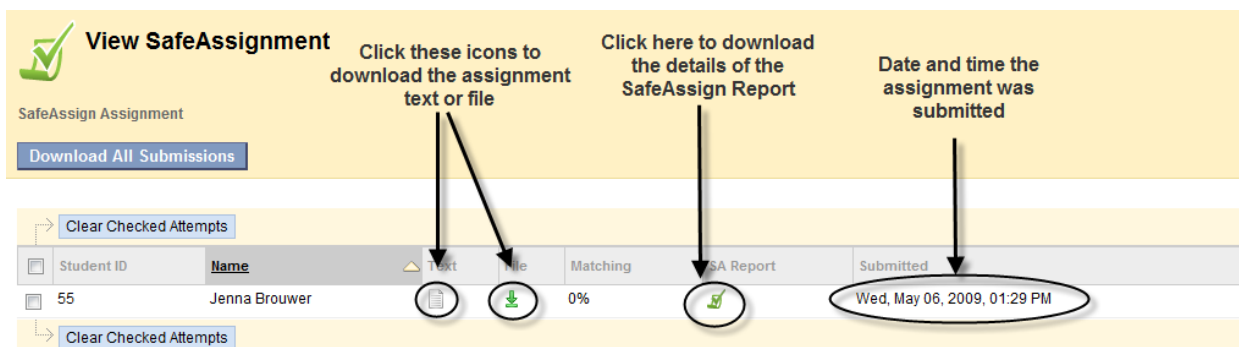 View SafeAssignment
Click these icons to
download the assignment
text or file
Click here to download
the details of the
SafeAssign Report
Date and time the
assignment was
submitted
SafeAssign Assignment
Download All Submissions
Clear Checked Attempts
Student ID Name Text File Matching SA Report Submitted
55 Jenna Brouwer 0% Wed, May 06, 2009, 01:29 PM
Clear Checked Attempts